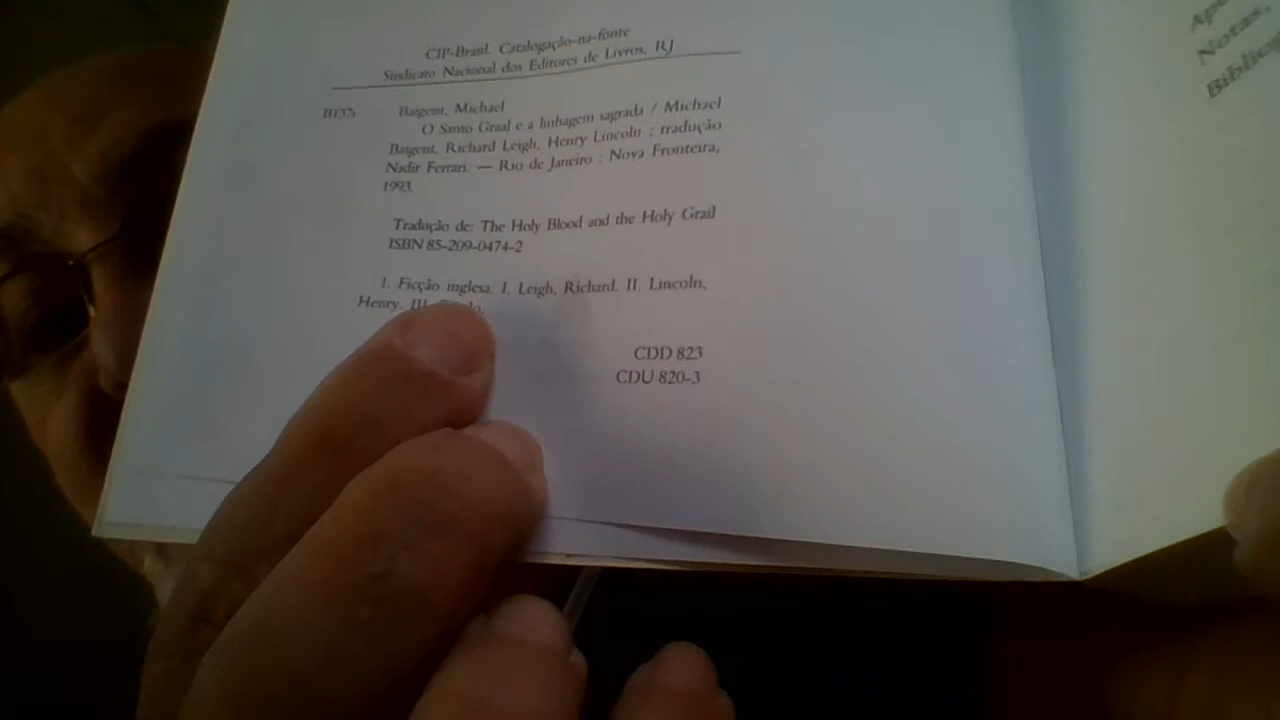 CIP-Brasil. Catalogação-na-fonte
Sindicato Nacional dos Editores de Livros, RJ
Baigent, Michael
O Santo Graal e a linhagem sagrada / Michael
Baigent, Richard Leigh, Henry Lincoln ; tradução
Nadir Ferrari. — Rio de Janeiro : Nova Fronteira,
1993.
Tradução de: The Holy Blood and the Holy Grail
ISBN 85-209-0474-2
1. Ficção inglesa. I. Leigh, Richard. II. Lincoln,
Henry. III.
CDD 823
CDU 820-3
Notas,